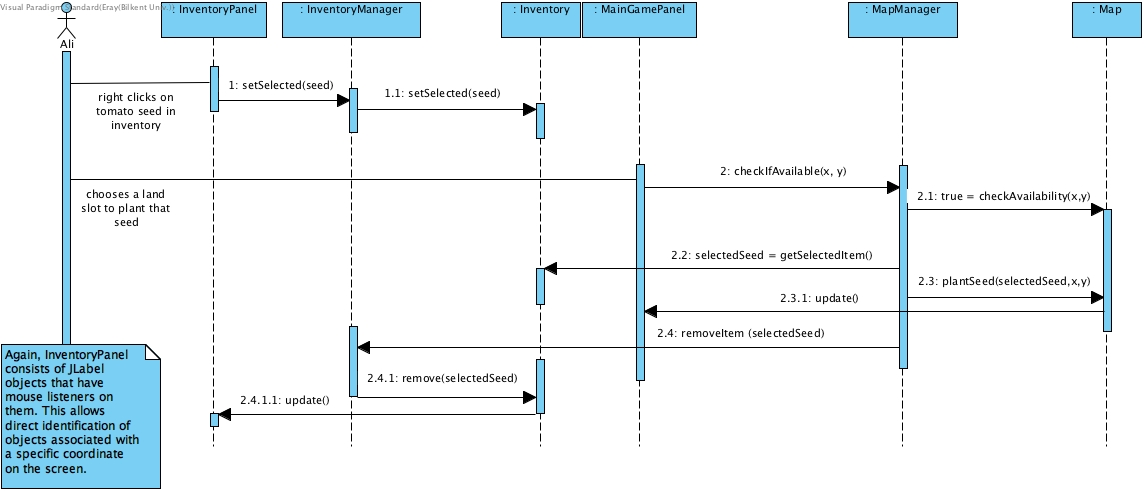 Visual Paradigm Standard(Eray(Bilkent Univ.))
: InventoryPanel
: InventoryManager
: Inventory
: MainGamePanel
: MapManager
: Map
Ali
right clicks on
tomato seed in
inventory
1: setSelected(seed)
1.1: setSelected(seed)
chooses a land
slot to plant that
seed
2: checkIfAvailable(x, y)
2.1: true = checkAvailability(x,y)
2.2: selectedSeed = getSelectedItem()
2.3: plantSeed(selectedSeed,x,y)
2.3.1: update()
2.4: removeItem (selectedSeed)
2.4.1: remove(selectedSeed)
2.4.1.1: update()
Again, InventoryPanel
consists of JLabel
objects that have
mouse listeners on
them. This allows
direct identification of
objects associated with
a specific coordinate
on the screen.